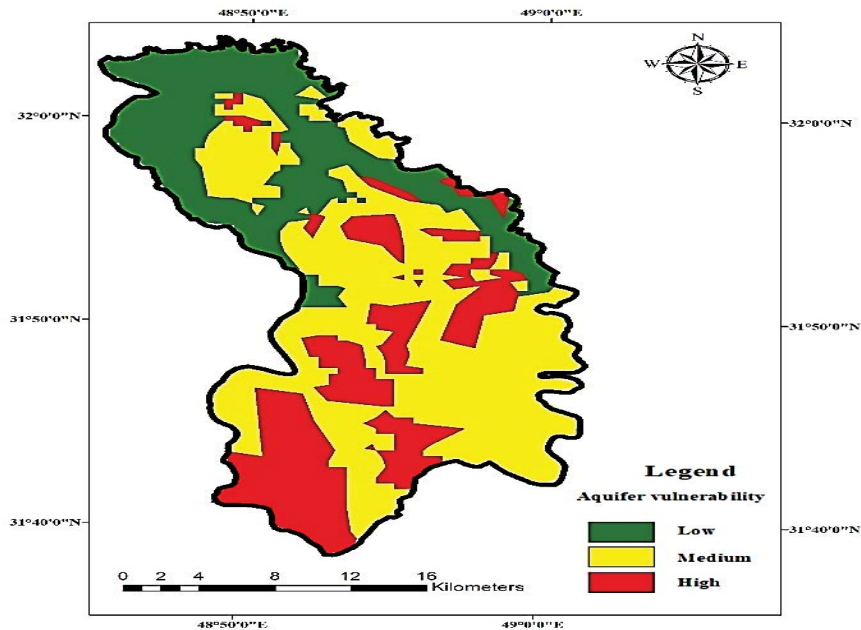 48°50'0"E 49°0'0"E
N
W E
S
32°0'0"N 32°0'0"N
31°50'0"N 31°50'0"N
Legend
Aquifer vulnerability
31°40'0"N 31°40'0"N
Low
Medium
High
0 2 4 8 12 16
Kilometers
48°50'0"E 49°0'0"E